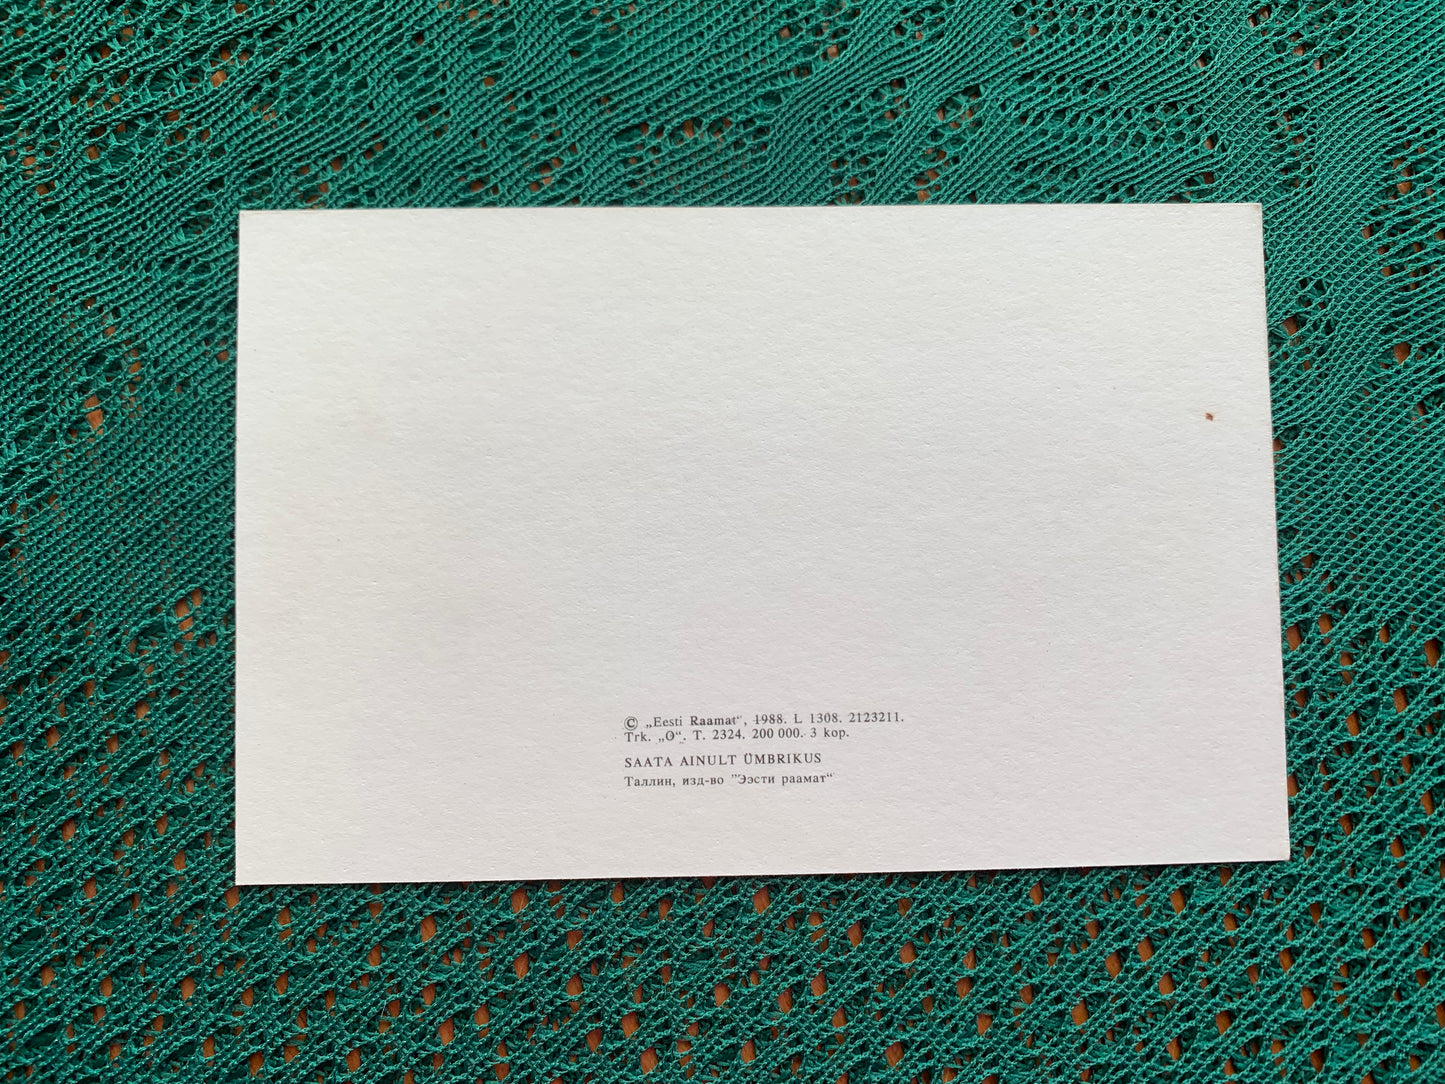 © „Eesti Raamat“, 1988. L 1308. 2123211.
Trk. „O“. T. 2324. 200 000. 3 kop.
SAATA AINULT ÜMBRIKUS
Таллин, изд-во ”Ээсти раамат“